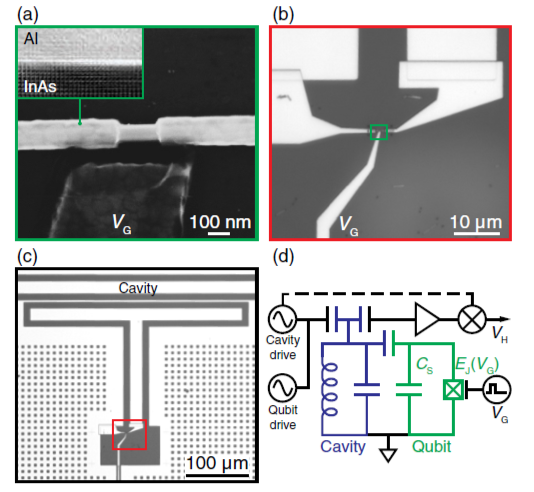 (a)
Al
InAs
V_G
100 nm
(b)
V_G
10 µm
(c)
Cavity
100 µm
(d)
Cavity
drive
V_H
C_S
E_J(V_G)
Qubit
drive
V_G
Cavity
Qubit